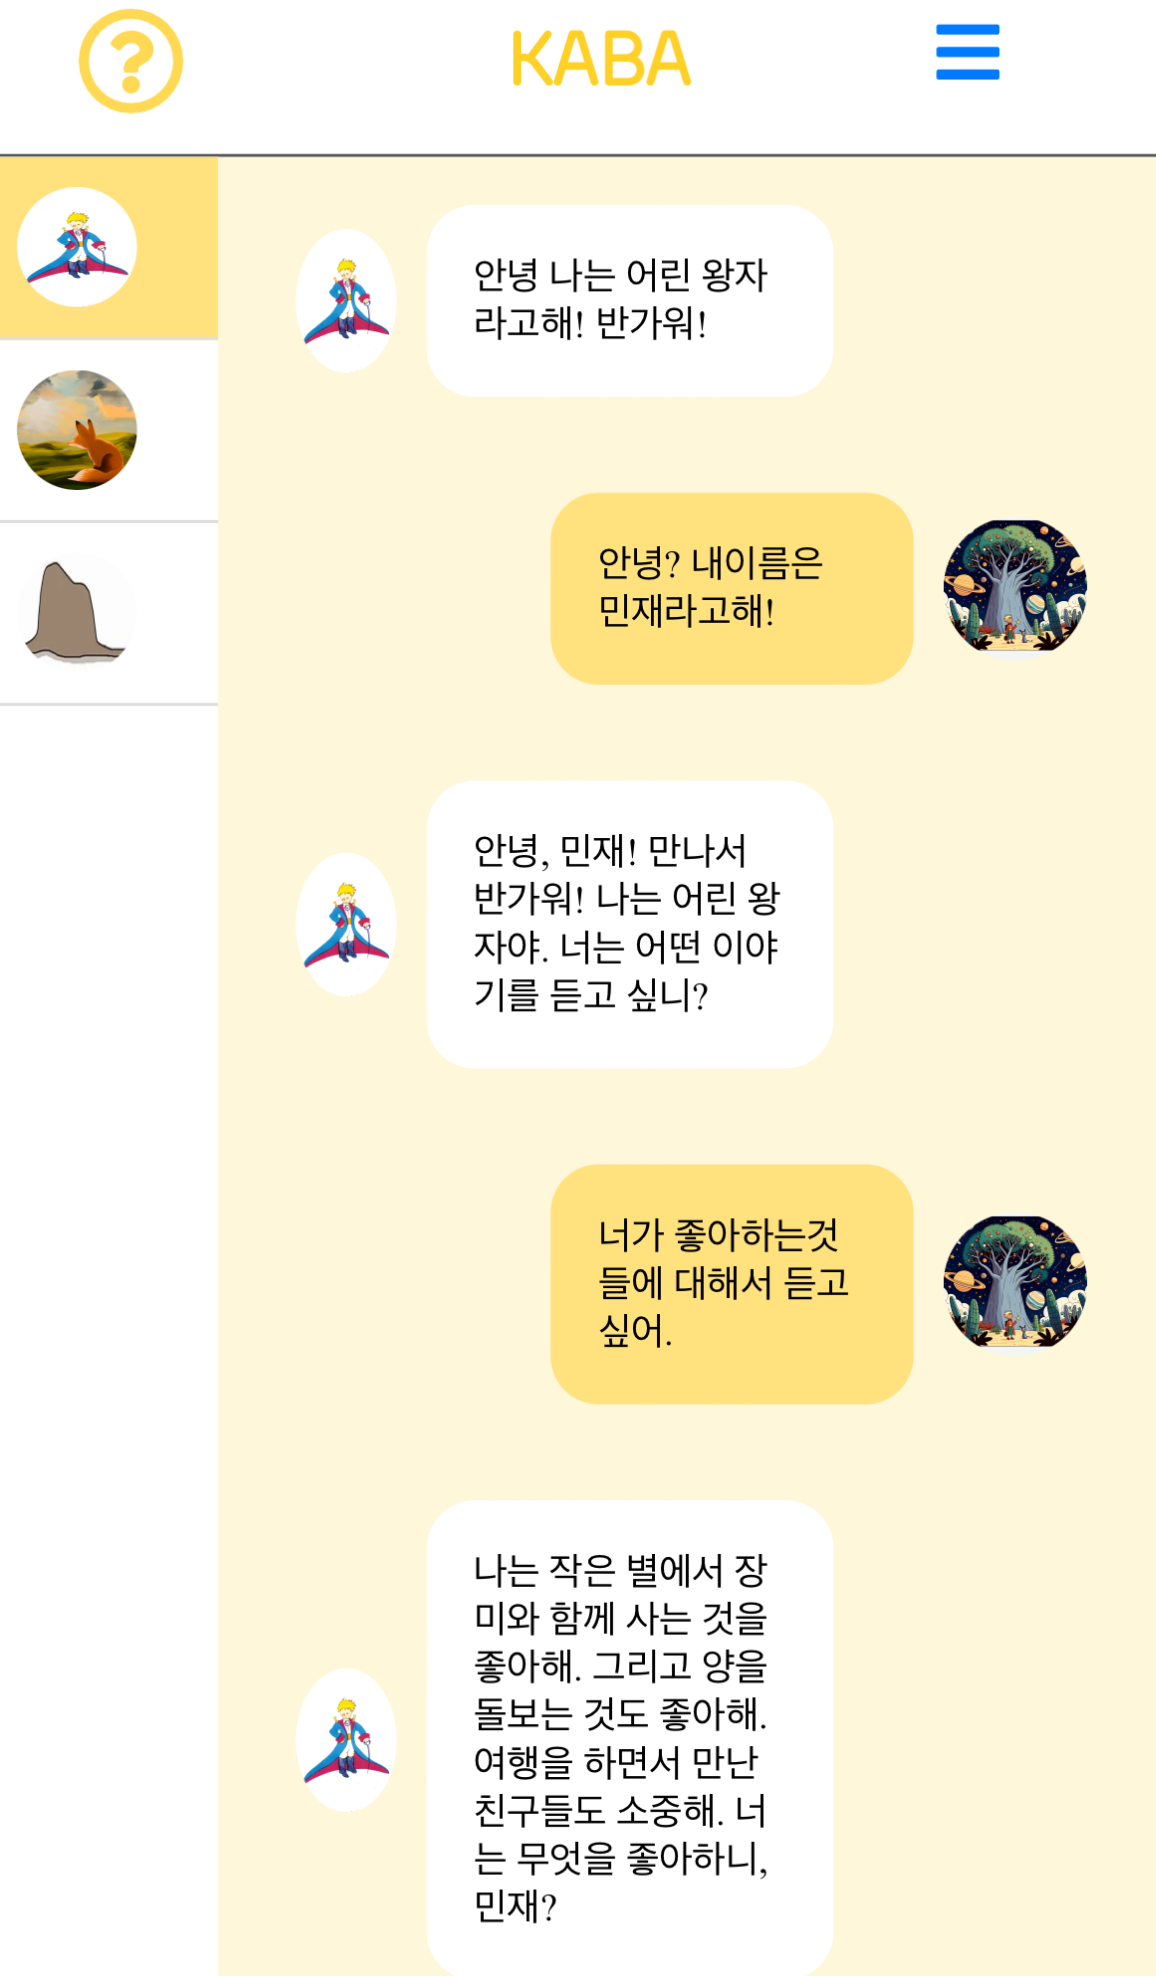 ?
KABA
안녕 나는 어린 왕자
라고해! 반가워!
안녕? 내이름은
민재라고해!
안녕, 민재! 만나서
반가워! 나는 어린 왕
자야. 너는 어떤 이야
기를 듣고 싶니?
너가 좋아하는것
들에 대해서 듣고
싶어.
나는 작은 별에서 장
미와 함께 사는 것을
좋아해. 그리고 양을
돌보는 것도 좋아해.
여행을 하면서 만난
친구들도 소중해. 너
는 무엇을 좋아하니,
민재?